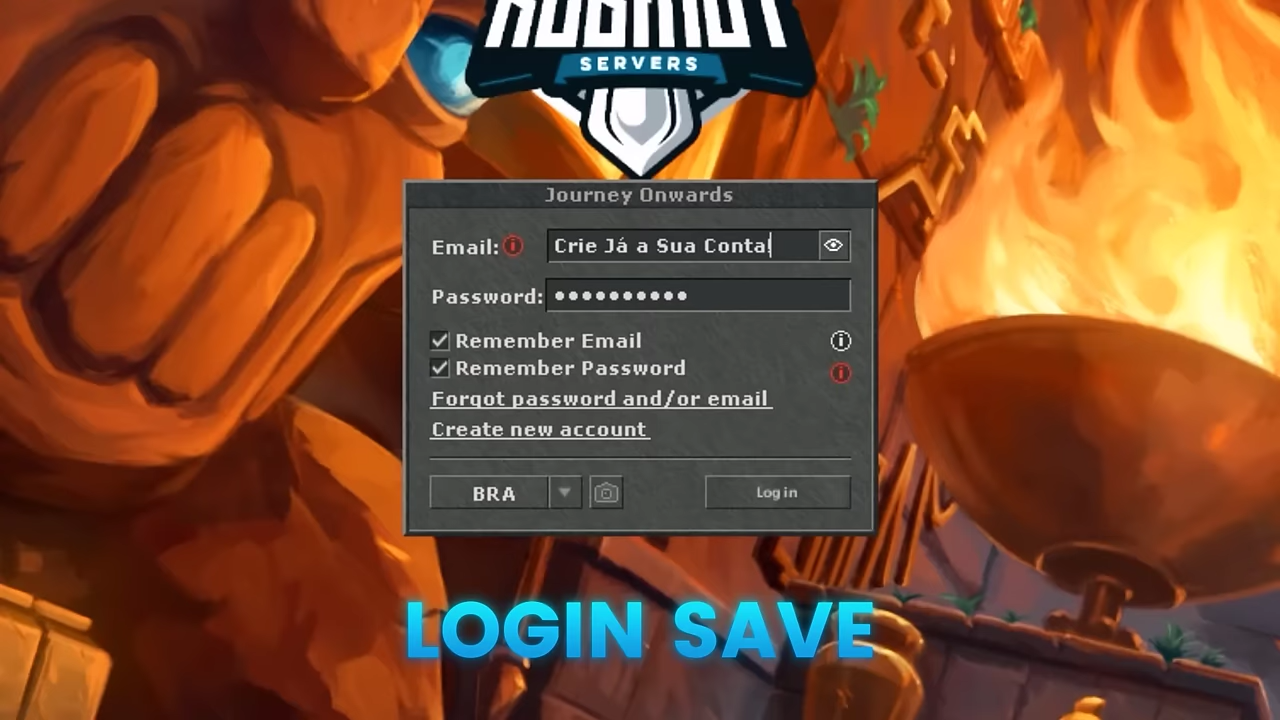 SERVERS
Journey Onwards
Email:
Crie Já a Sua Conta!
Password:
Remember Email
Remember Password
Forgot password and/or email
Create new account
BRA
Log in
LOGIN SAVE